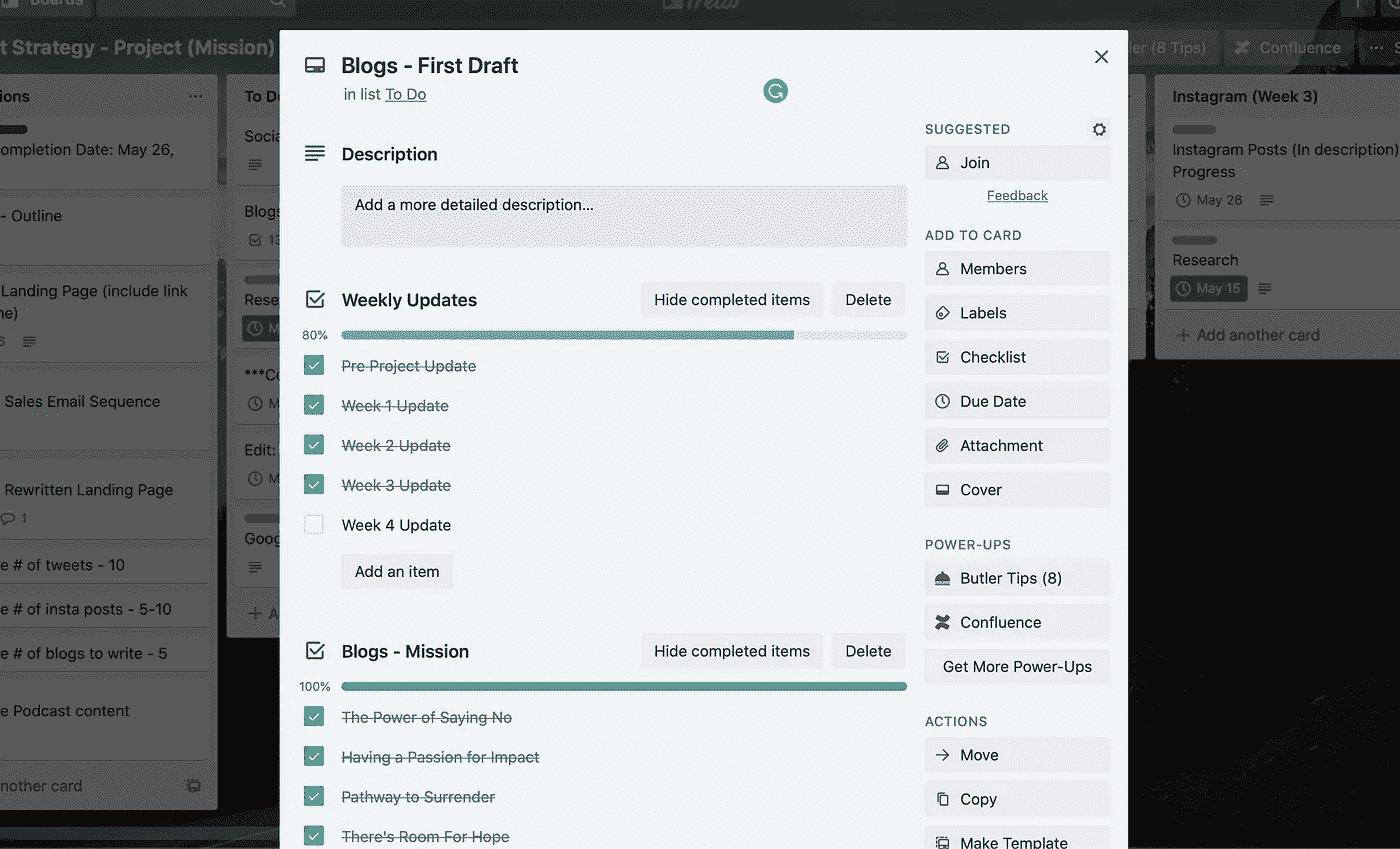 Boards
Trello
t Strategy - Project (Mission)
ler (8 Tips)
Confluence
ions
ompletion Date: May 26,
- Outline
Landing Page (include link
ne)
Sales Email Sequence
Rewritten Landing Page
1
e # of tweets - 10
e # of insta posts - 5-10
e # of blogs to write - 5
e Podcast content
nother card
To D
Socia
Blogs
13
Rese
M
***Co
M
Edit:
M
Goog
+ A
Blogs - First Draft
in list To Do
Description
Add a more detailed description...
Weekly Updates
Hide completed items
Delete
80%
Pre Project Update
Week 1 Update
Week 2 Update
Week 3 Update
Week 4 Update
Add an item
Blogs - Mission
Hide completed items
Delete
100%
The Power of Saying No
Having a Passion for Impact
Pathway to Surrender
There's Room For Hope
SUGGESTED
Join
Feedback
ADD TO CARD
Members
Labels
Checklist
Due Date
Attachment
Cover
POWER-UPS
Butler Tips (8)
Confluence
Get More Power-Ups
ACTIONS
Move
Copy
Make Template
Instagram (Week 3)
Instagram Posts (In description)
Progress
May 26
Research
May 15
+ Add another card